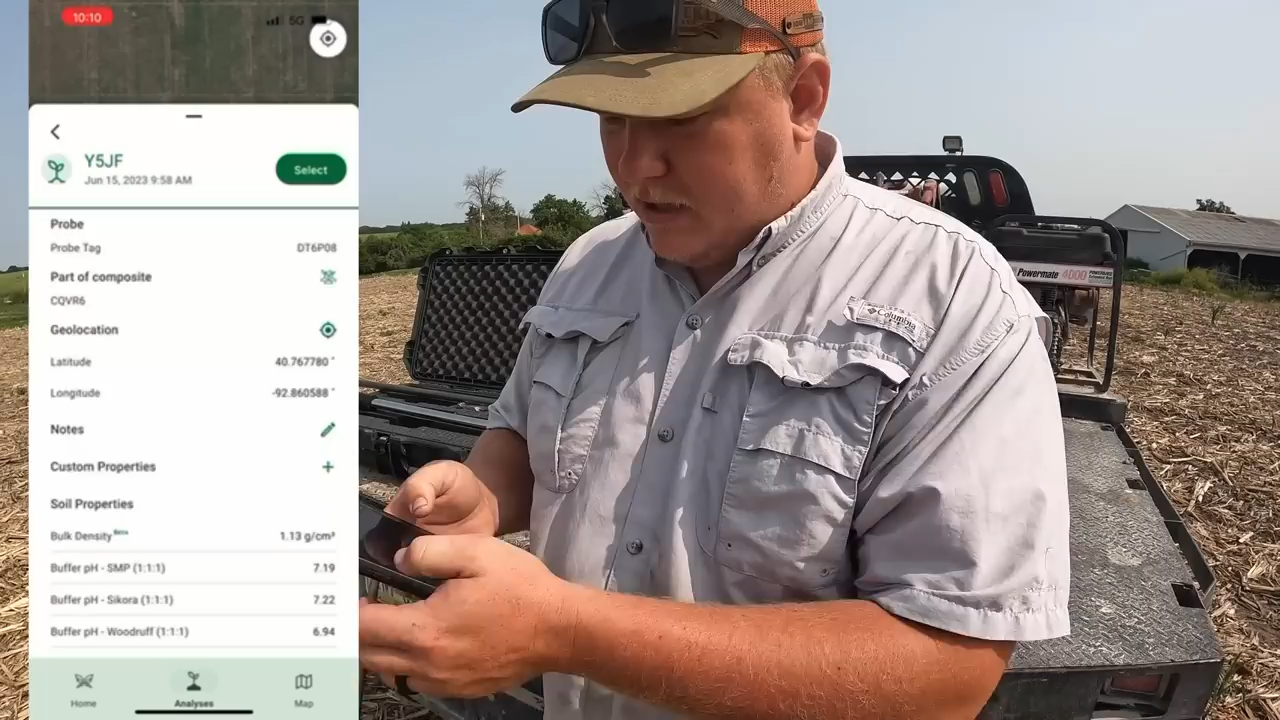 10:10
5G
Y5JF
Jun 15, 2023 9:58 AM
Select
Probe
Probe Tag DT6P08
Part of composite
CQVR6
Geolocation
Latitude 40.767780 °
Longitude -92.860588 °
Notes
Custom Properties
Soil Properties
Bulk Density Beta 1.13 g/cm³
Buffer pH - SMP (1:1:1) 7.19
Buffer pH - Sikora (1:1:1) 7.22
Buffer pH - Woodruff (1:1:1) 6.94
Home
Analyses
Map
Columbia
Powermate 4000